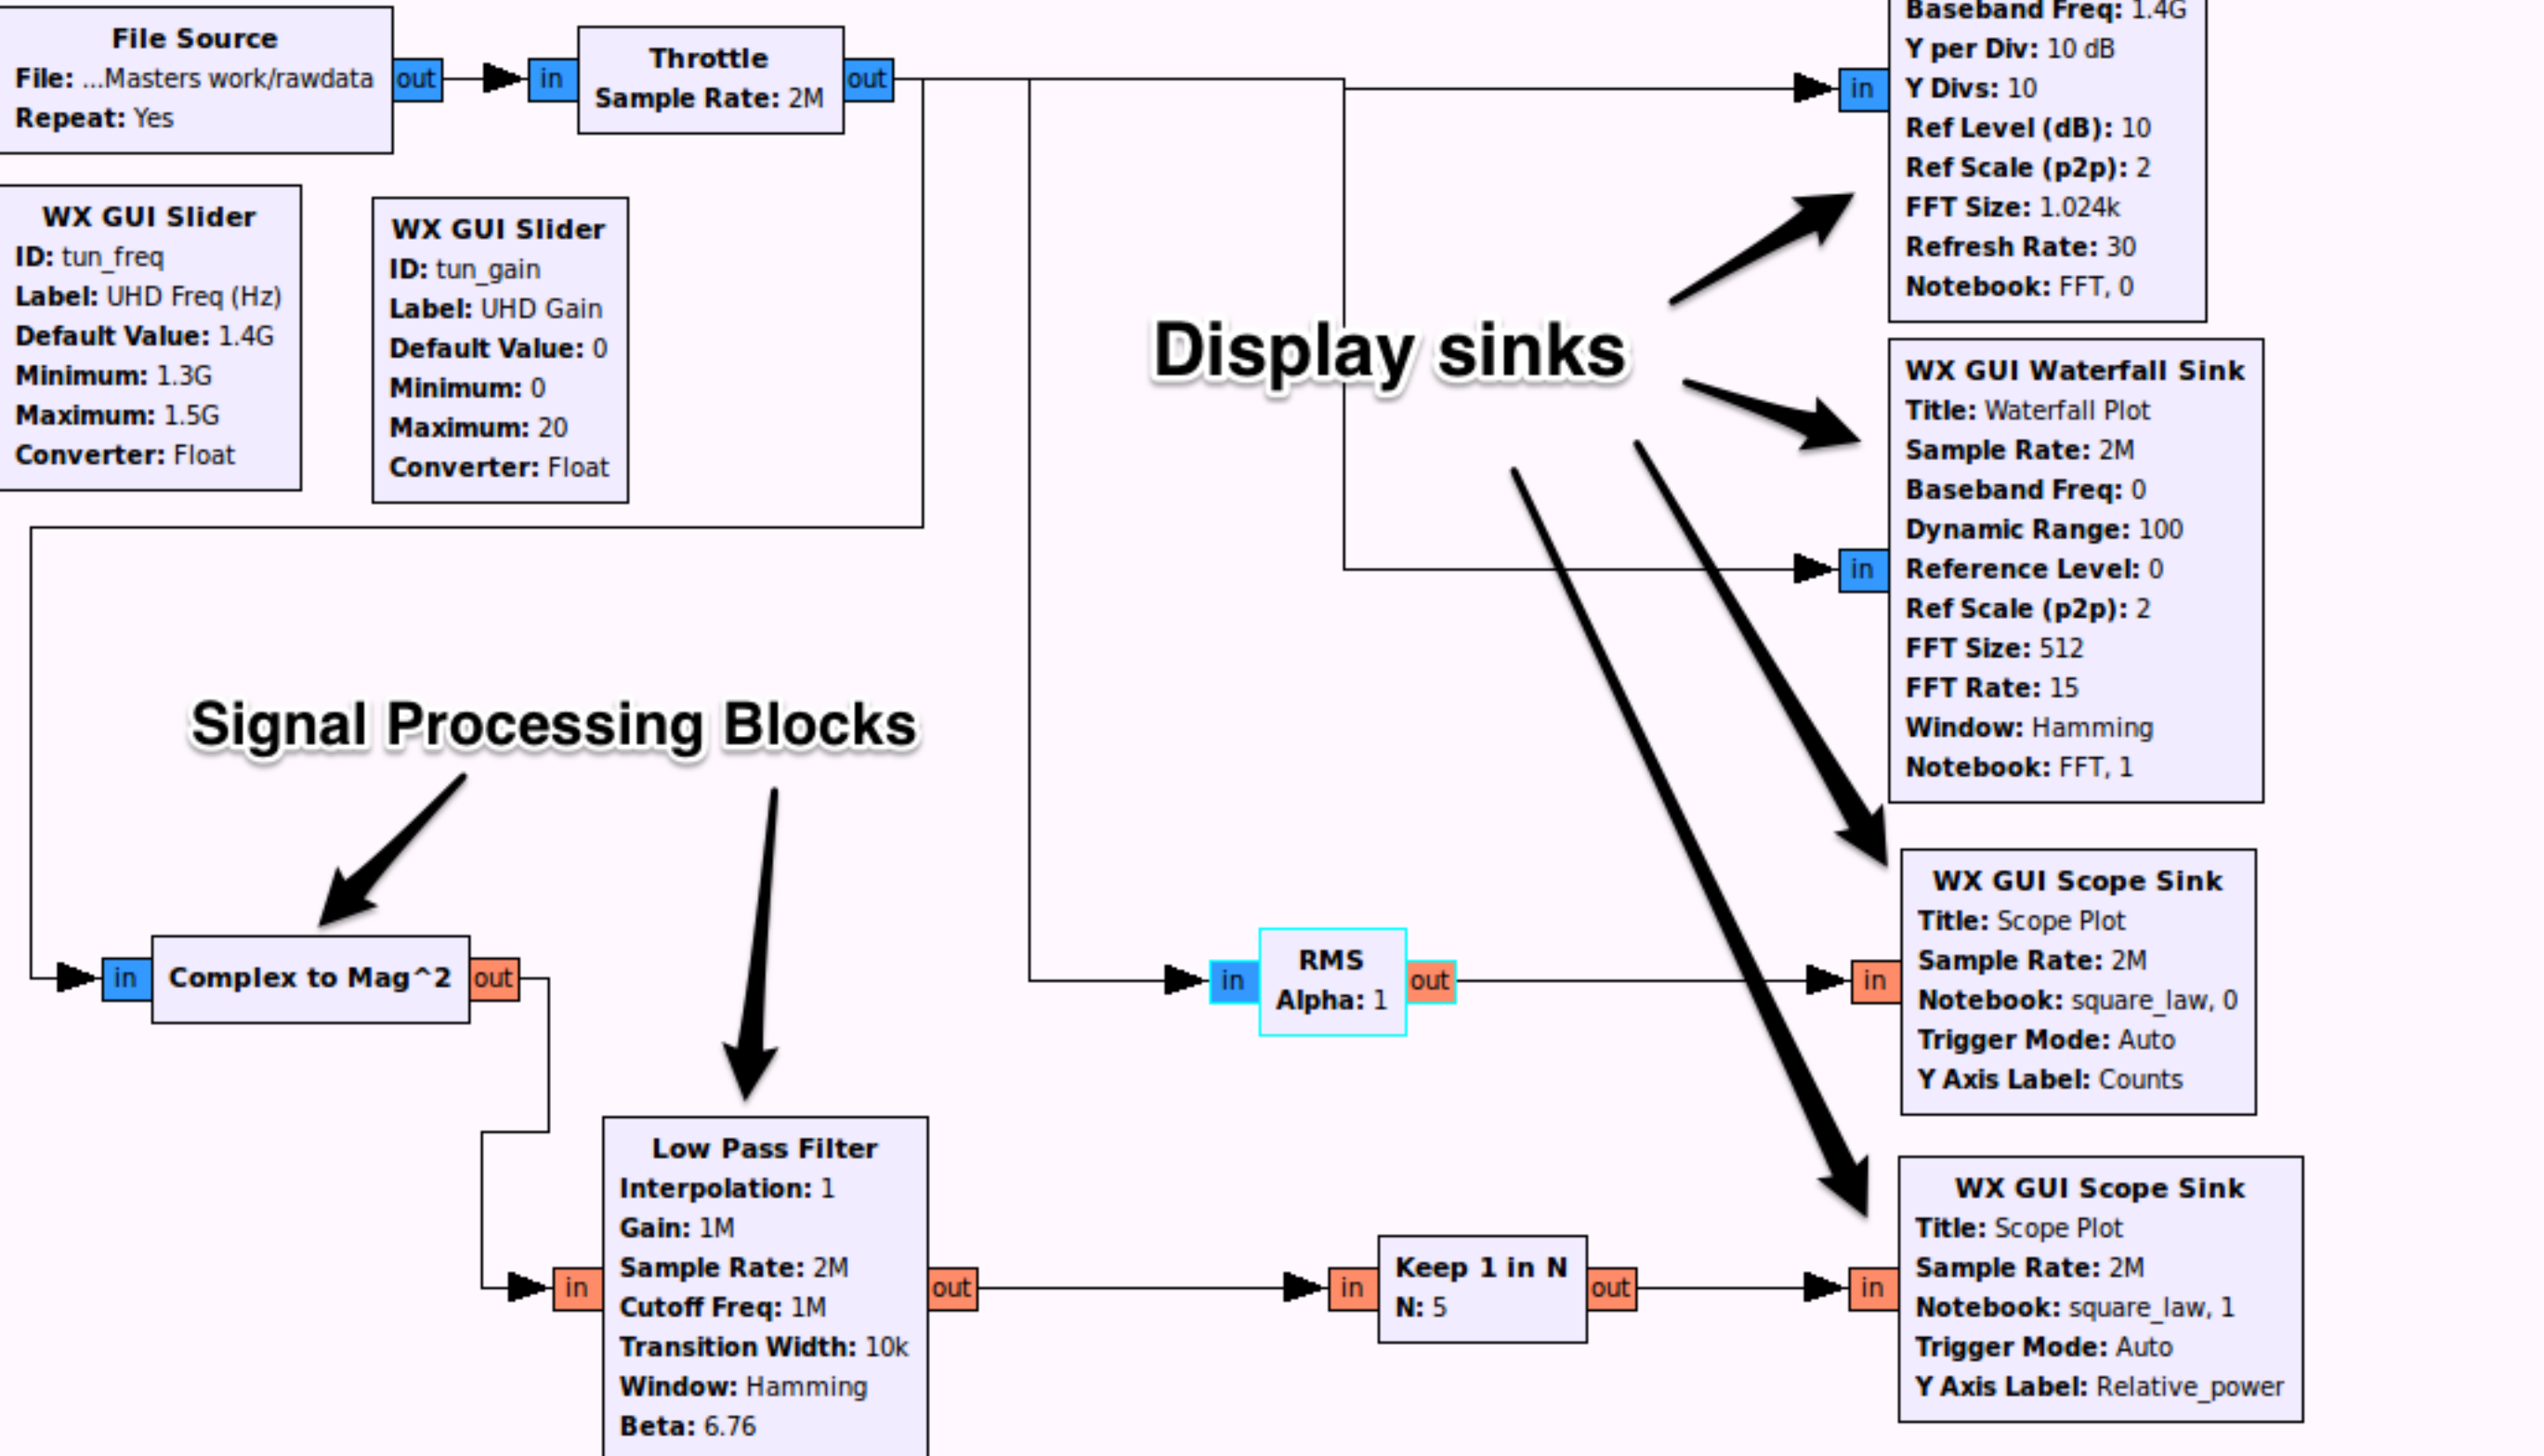 File Source
File: ...Masters work/rawdata
Repeat: Yes
out
in
Throttle
Sample Rate: 2M
out
WX GUI Slider
ID: tun_freq
Label: UHD Freq (Hz)
Default Value: 1.4G
Minimum: 1.3G
Maximum: 1.5G
Converter: Float
WX GUI Slider
ID: tun_gain
Label: UHD Gain
Default Value: 0
Minimum: 0
Maximum: 20
Converter: Float
in
Baseband Freq: 1.4G
Y per Div: 10 dB
Y Divs: 10
Ref Level (dB): 10
Ref Scale (p2p): 2
FFT Size: 1.024k
Refresh Rate: 30
Notebook: FFT, 0
Display sinks
in
WX GUI Waterfall Sink
Title: Waterfall Plot
Sample Rate: 2M
Baseband Freq: 0
Dynamic Range: 100
Reference Level: 0
Ref Scale (p2p): 2
FFT Size: 512
FFT Rate: 15
Window: Hamming
Notebook: FFT, 1
Signal Processing Blocks
in
Complex to Mag^2
out
in
RMS
Alpha: 1
out
in
WX GUI Scope Sink
Title: Scope Plot
Sample Rate: 2M
Notebook: square_law, 0
Trigger Mode: Auto
Y Axis Label: Counts
in
Low Pass Filter
Interpolation: 1
Gain: 1M
Sample Rate: 2M
Cutoff Freq: 1M
Transition Width: 10k
Window: Hamming
Beta: 6.76
out
in
Keep 1 in N
N: 5
out
in
WX GUI Scope Sink
Title: Scope Plot
Sample Rate: 2M
Notebook: square_law, 1
Trigger Mode: Auto
Y Axis Label: Relative_power